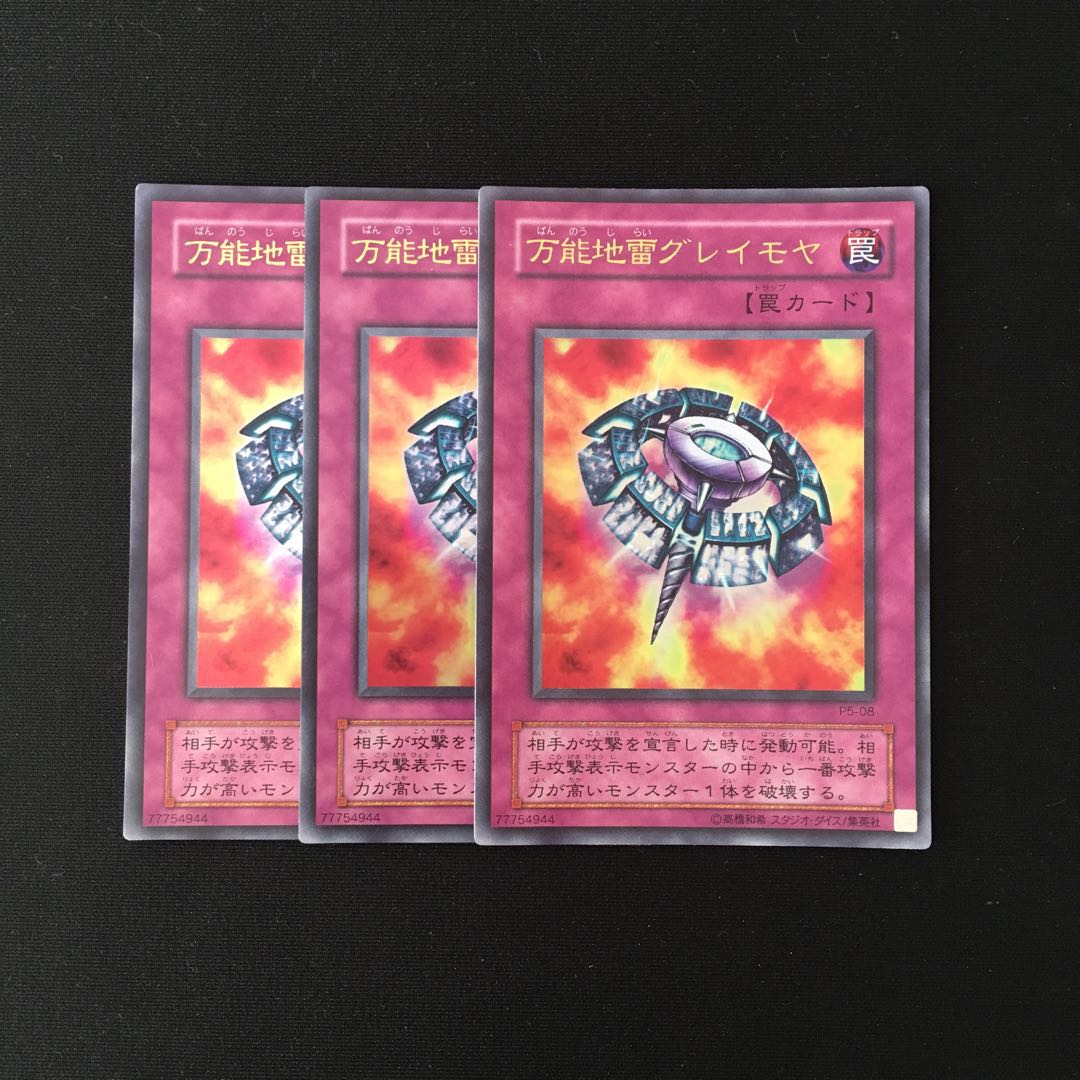 ばん のう じ らい
万能地雷
相手が攻撃を
手攻撃表示モ
力が高いモン
77754944
ばん のう じ らい
万能地雷
相手が攻撃を
手攻撃表示モ
力が高いモンス
77754944
ばん のう じ らい
万能地雷グレイモヤ
トラップ
罠
トラップ
【罠カード】
P5-08
あい て こう げき せん げん とき はつ どう か のう あい
相手が攻撃を宣言した時に発動可能。相
て こう げき ひょう じ なか いち ばん こう げき
手攻撃表示モンスターの中から一番攻撃
りょく たか たい は かい
力が高いモンスター1体を破壊する。
77754944
©高橋和希 スタジオ・ダイス/集英社